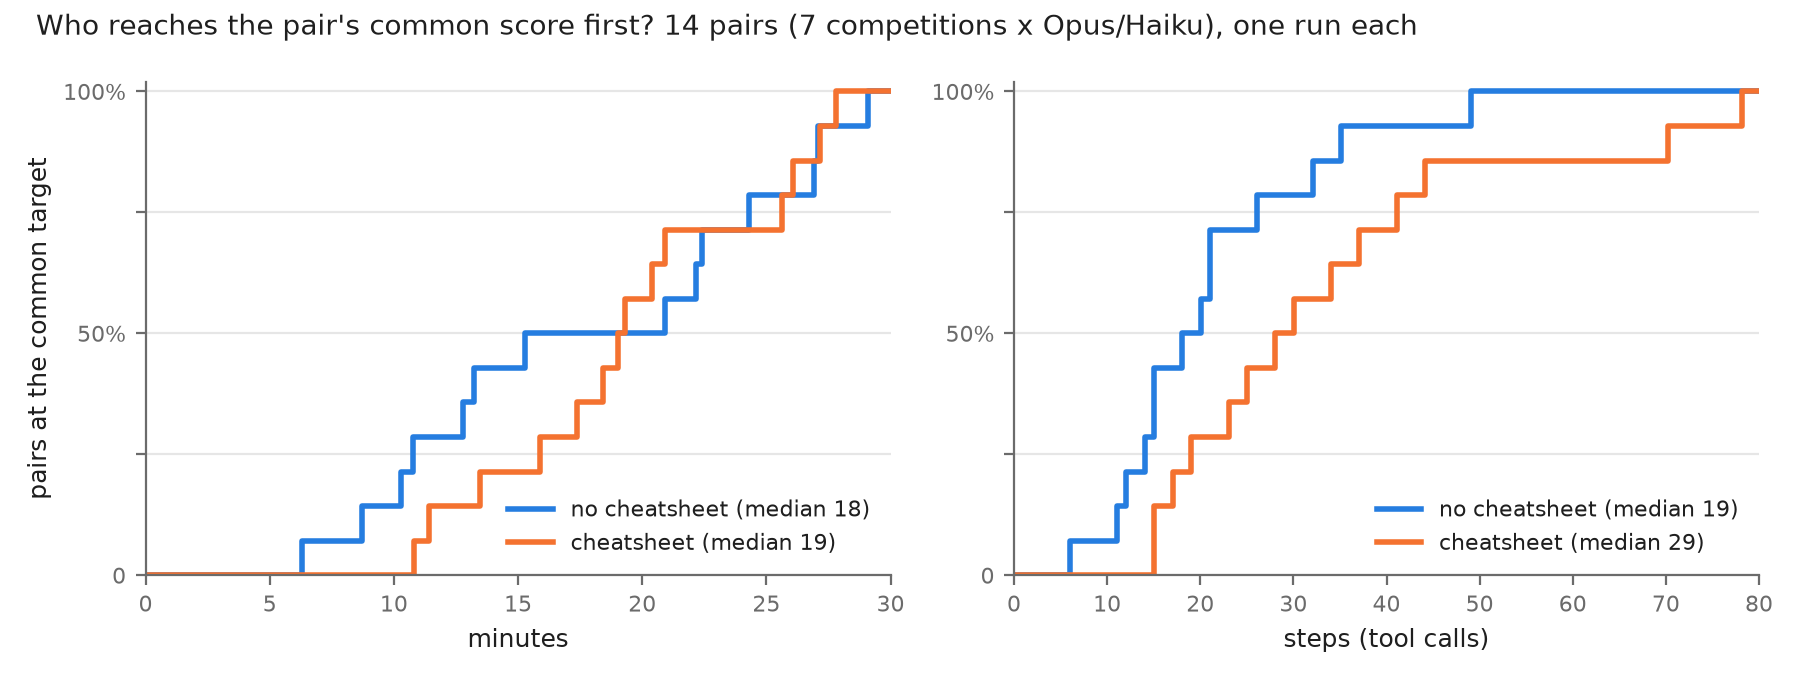 Who reaches the pair's common score first? 14 pairs (7 competitions x Opus/Haiku), one run each
pairs at the common target
100%
50%
0
no cheatsheet (median 18)
cheatsheet (median 19)
0 5 10 15 20 25 30
minutes
100%
50%
0
no cheatsheet (median 19)
cheatsheet (median 29)
0 10 20 30 40 50 60 70 80
steps (tool calls)